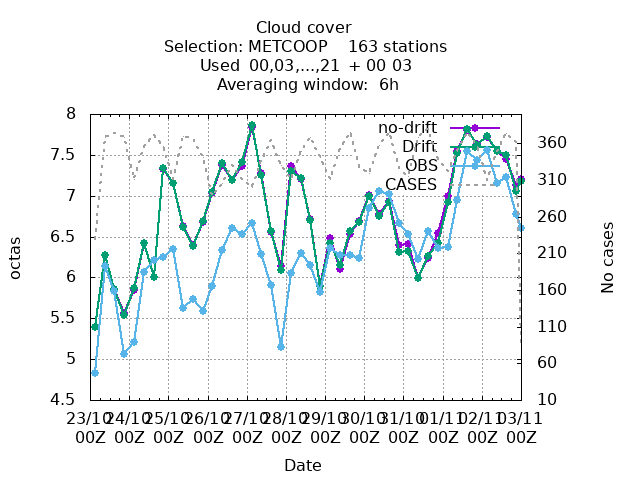 Cloud cover
Selection: METCOOP    163 stations
Used  00,03,...,21  + 00 03
Averaging window:  6h
no-drift
Drift
OBS
CASES
octas
8
7.5
7
6.5
6
5.5
5
4.5
No cases
360
310
260
210
160
110
60
10
23/10 24/10 25/10 26/10 27/10 28/10 29/10 30/10 31/10 01/11 02/11 03/11
00Z 00Z 00Z 00Z 00Z 00Z 00Z 00Z 00Z 00Z 00Z 00Z
Date